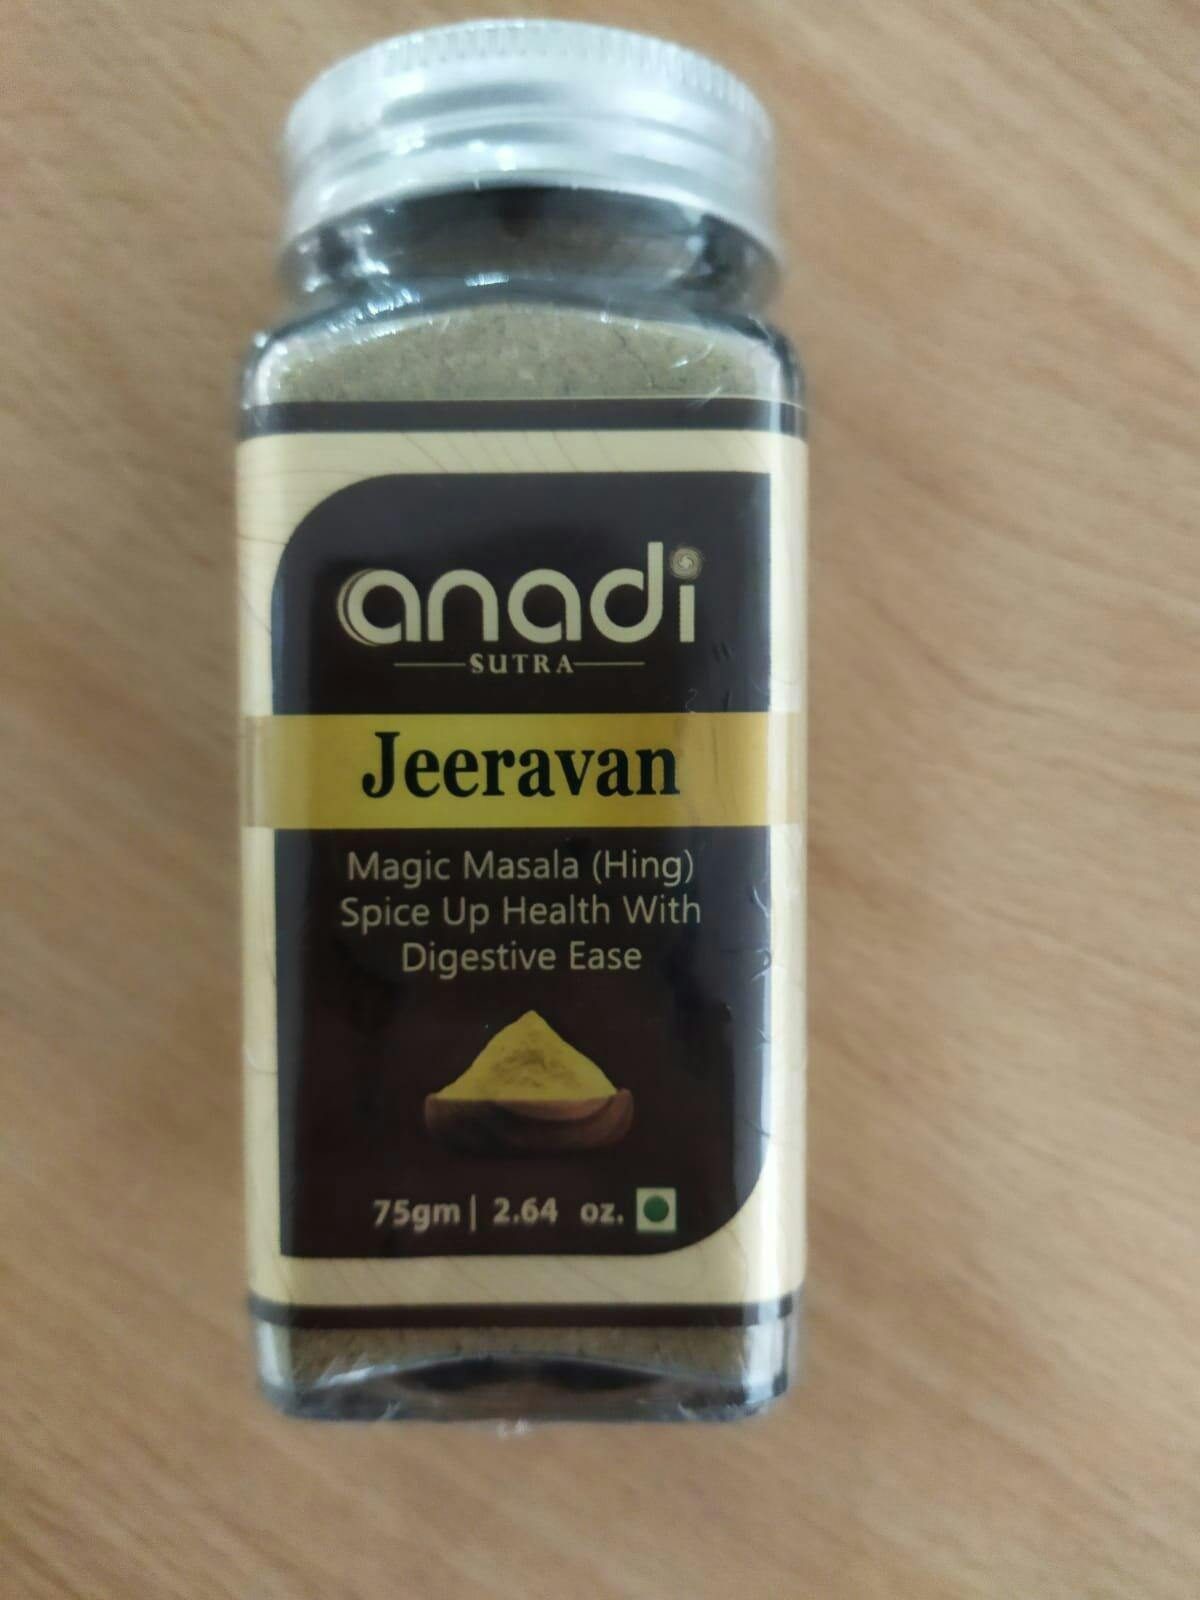 anadi
SUTRA
Jeeravan
Magic Masala (Hing)
Spice Up Health With
Digestive Ease
75gm | 2.64 oz.